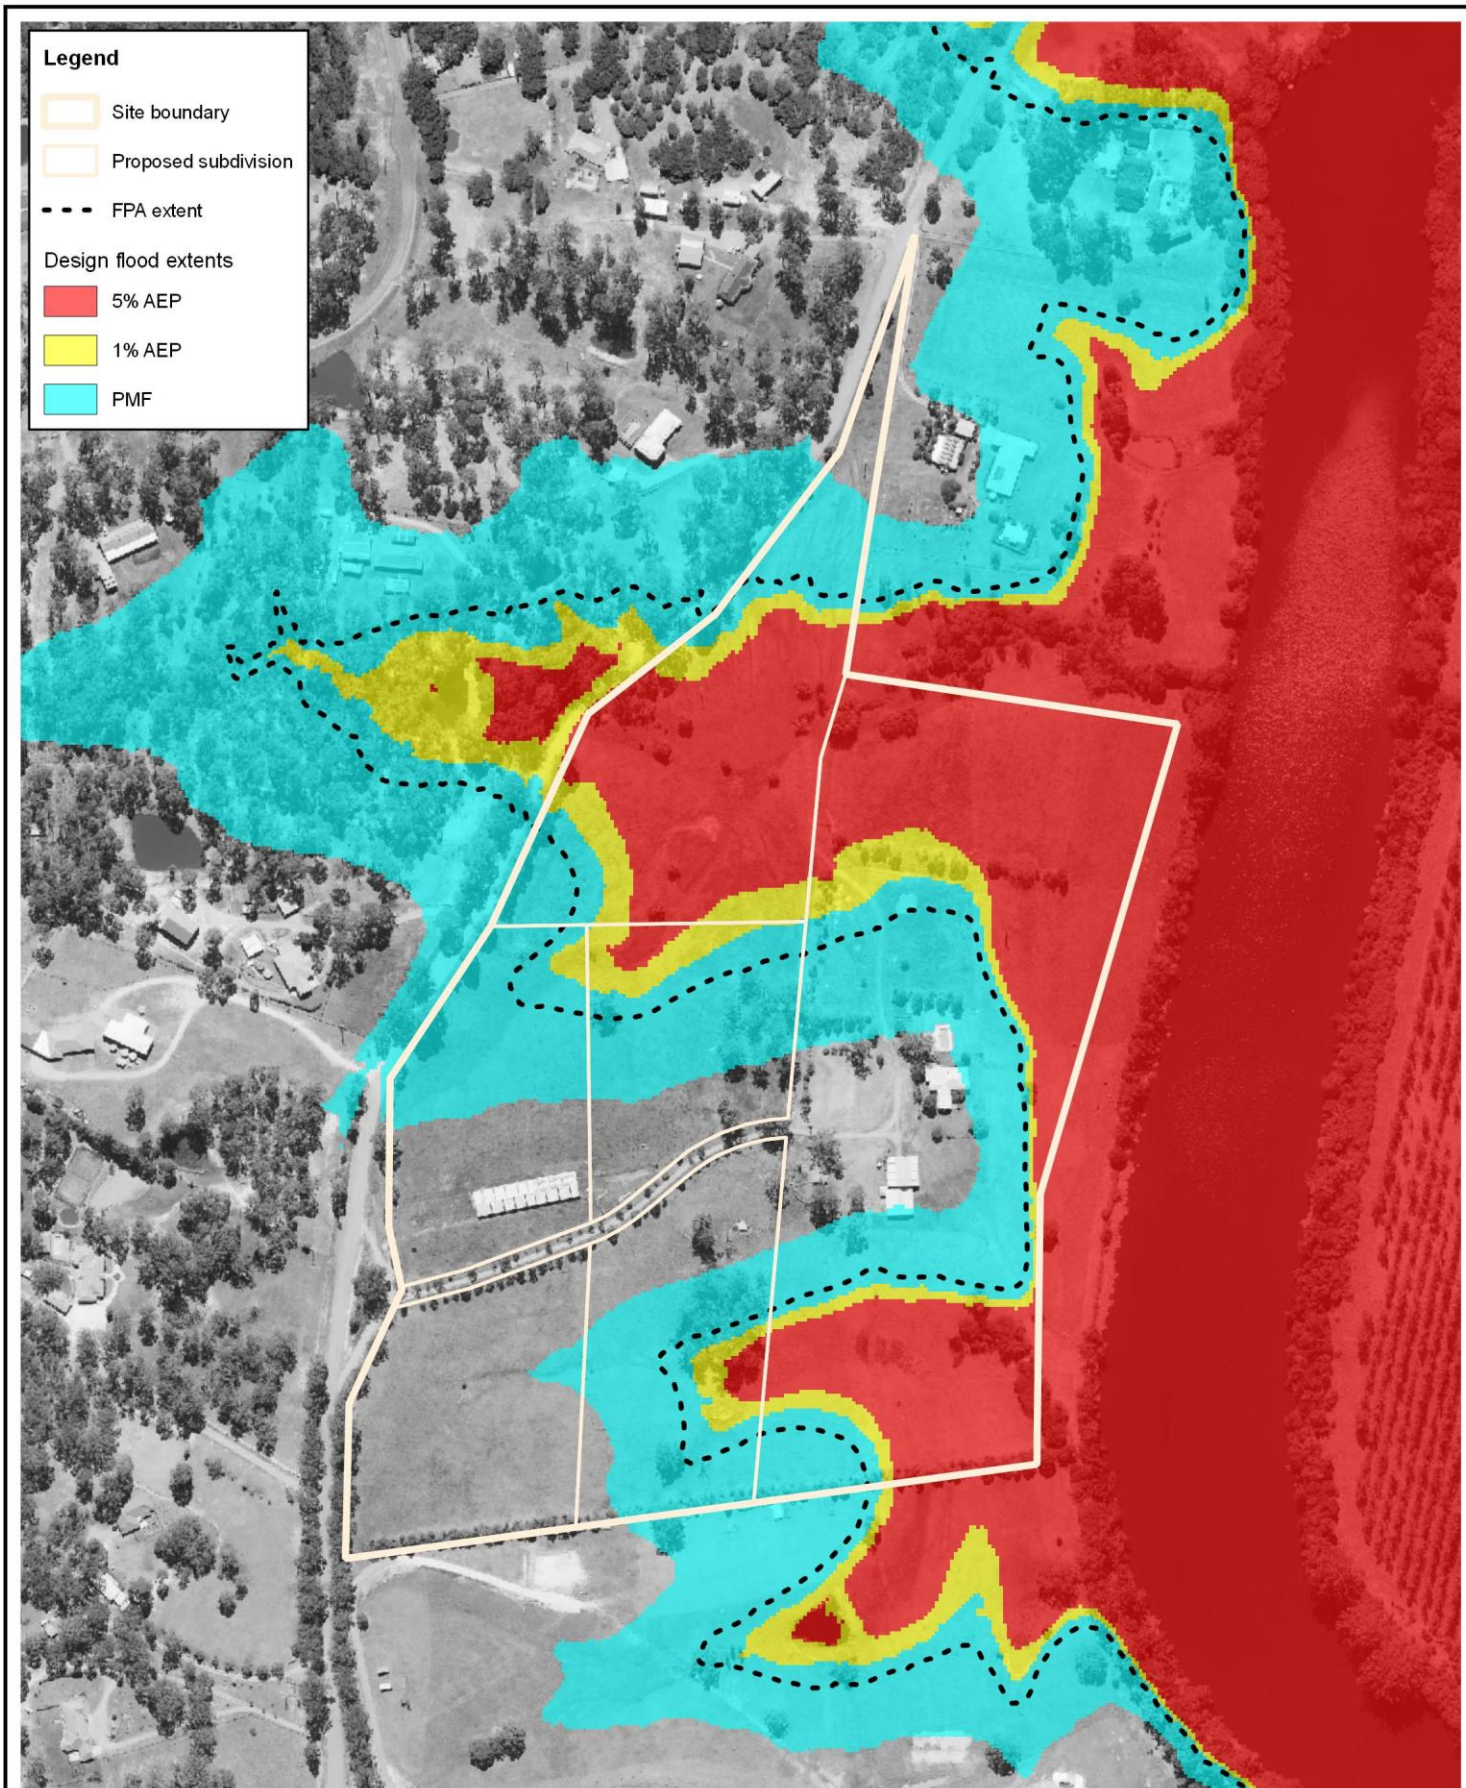 Legend
Site boundary
Proposed subdivision
FPA extent
Design flood extents
5% AEP
1% AEP
PMF